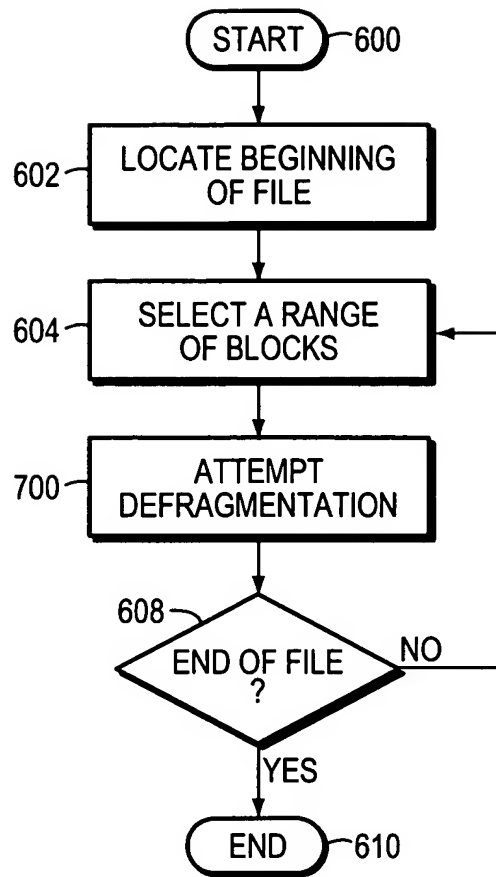 START
600
602
LOCATE BEGINNING
OF FILE
604
SELECT A RANGE
OF BLOCKS
700
ATTEMPT
DEFRAGMENTATION
608
END OF FILE
?
NO
YES
END
610